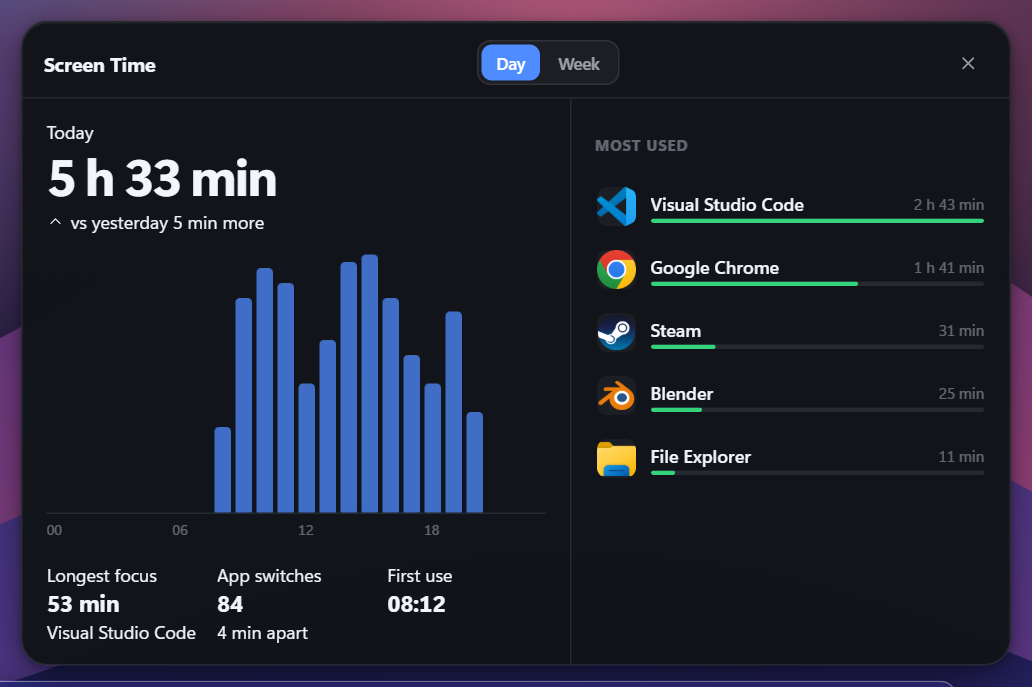 Screen Time
Day
Week
Today
5 h 33 min
vs yesterday 5 min more
00
06
12
18
Longest focus
53 min
Visual Studio Code
App switches
84
4 min apart
First use
08:12
MOST USED
Visual Studio Code
2 h 43 min
Google Chrome
1 h 41 min
Steam
31 min
Blender
25 min
File Explorer
11 min